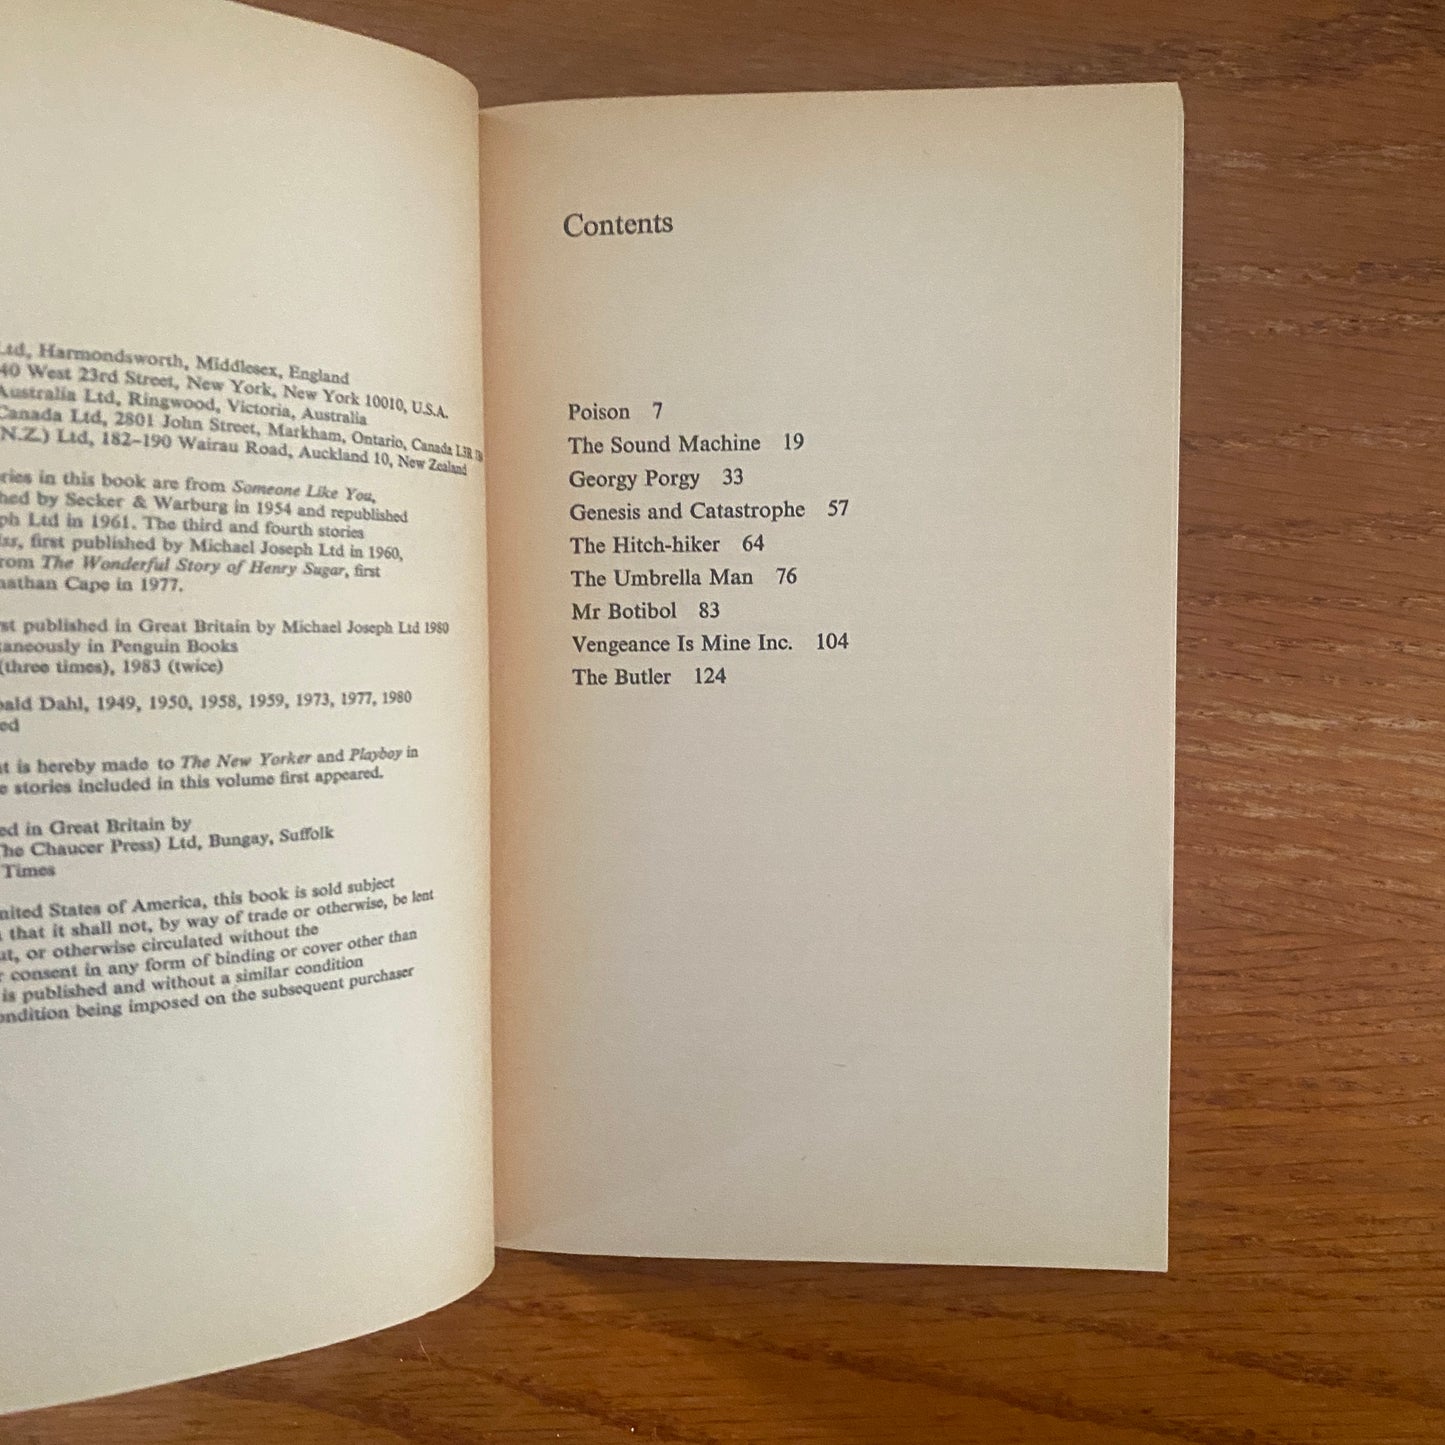 Ltd, Harmondsworth, Middlesex, England
40 West 23rd Street, New York, New York 10010, U.S.A.
Australia Ltd, Ringwood, Victoria, Australia
Canada Ltd, 2801 John Street, Markham, Ontario, Canada L3R
(N.Z.) Ltd, 182–190 Wairau Road, Auckland 10, New Zealand
ries in this book are from Someone Like You,
hed by Secker & Warburg in 1954 and republished
ph Ltd in 1961. The third and fourth stories
iss, first published by Michael Joseph Ltd in 1960,
rom The Wonderful Story of Henry Sugar, first
nathan Cape in 1977.
st published in Great Britain by Michael Joseph Ltd 1980
taneously in Penguin Books
(three times), 1983 (twice)
oald Dahl, 1949, 1950, 1958, 1959, 1973, 1977, 1980
ed
nt is hereby made to The New Yorker and Playboy in
e stories included in this volume first appeared.
ed in Great Britain by
The Chaucer Press) Ltd, Bungay, Suffolk
Times
nited States of America, this book is sold subject
that it shall not, by way of trade or otherwise, be lent
ut, or otherwise circulated without the
r consent in any form of binding or cover other than
is published and without a similar condition
ondition being imposed on the subsequent purchaser
Contents
Poison 7
The Sound Machine 19
Georgy Porgy 33
Genesis and Catastrophe 57
The Hitch-hiker 64
The Umbrella Man 76
Mr Botibol 83
Vengeance Is Mine Inc. 104
The Butler 124